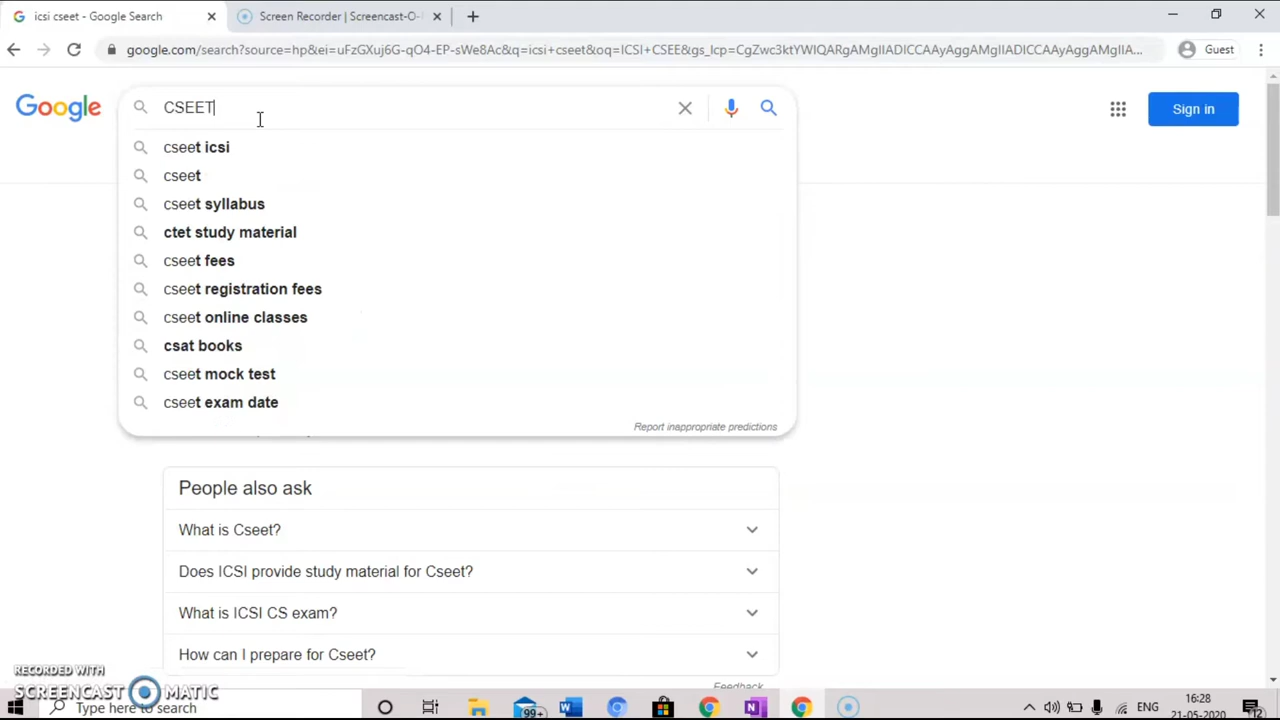 icsi cseet - Google Search
Screen Recorder | Screencast-O-
google.com/search?source=hp&ei=uFzGXuj6G-qO4-EP-sWe8Ac&q=icsi+cseet&oq=ICSI+CSEE&gs_lcp=CgZwc3ktYWIQARgAMgIIADICCAAyAggAMgIIADICCAAyAggAMgIIADICCAAyAggAMgIIA...
Guest
Google
CSEET
Sign in
cseet icsi
cseet
cseet syllabus
ctet study material
cseet fees
cseet registration fees
cseet online classes
csat books
cseet mock test
cseet exam date
Report inappropriate predictions
People also ask
What is Cseet?
Does ICSI provide study material for Cseet?
What is ICSI CS exam?
How can I prepare for Cseet?
Feedback
RECORDED WITH
SCREENCAST MATIC
Type here to search
99+
ENG
16:28
21-05-2020
12